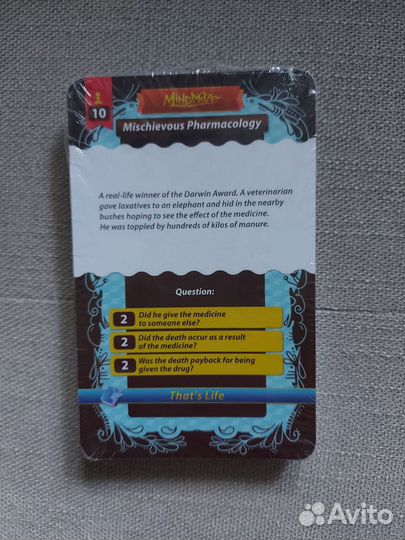 MindMaze
10
Mischievous Pharmacology
A real-life winner of the Darwin Award. A veterinarian
gave laxatives to an elephant and hid in the nearby
bushes hoping to see the effect of the medicine.
He was toppled by hundreds of kilos of manure.
Question:
2 Did he give the medicine
to someone else?
2 Did the death occur as a result
of the medicine?
2 Was the death payback for being
given the drug?
That's Life
Avito